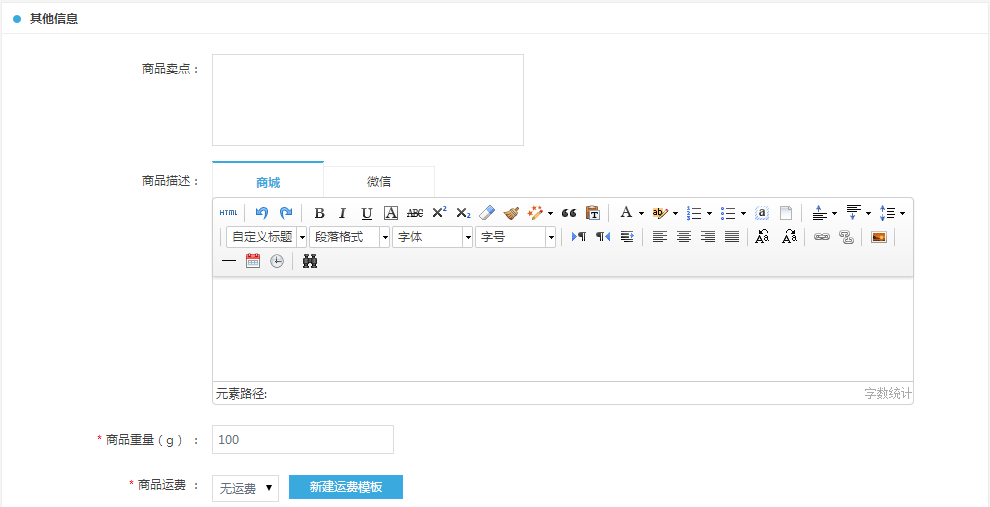 其他信息
商品卖点：
商品描述：
商城 微信
HTML B I U A ABC X² X₂ T A ab a
自定义标题 段落格式 字体 字号
元素路径: 字数统计
* 商品重量（g）： 100
* 商品运费 ： 无运费 新建运费模板